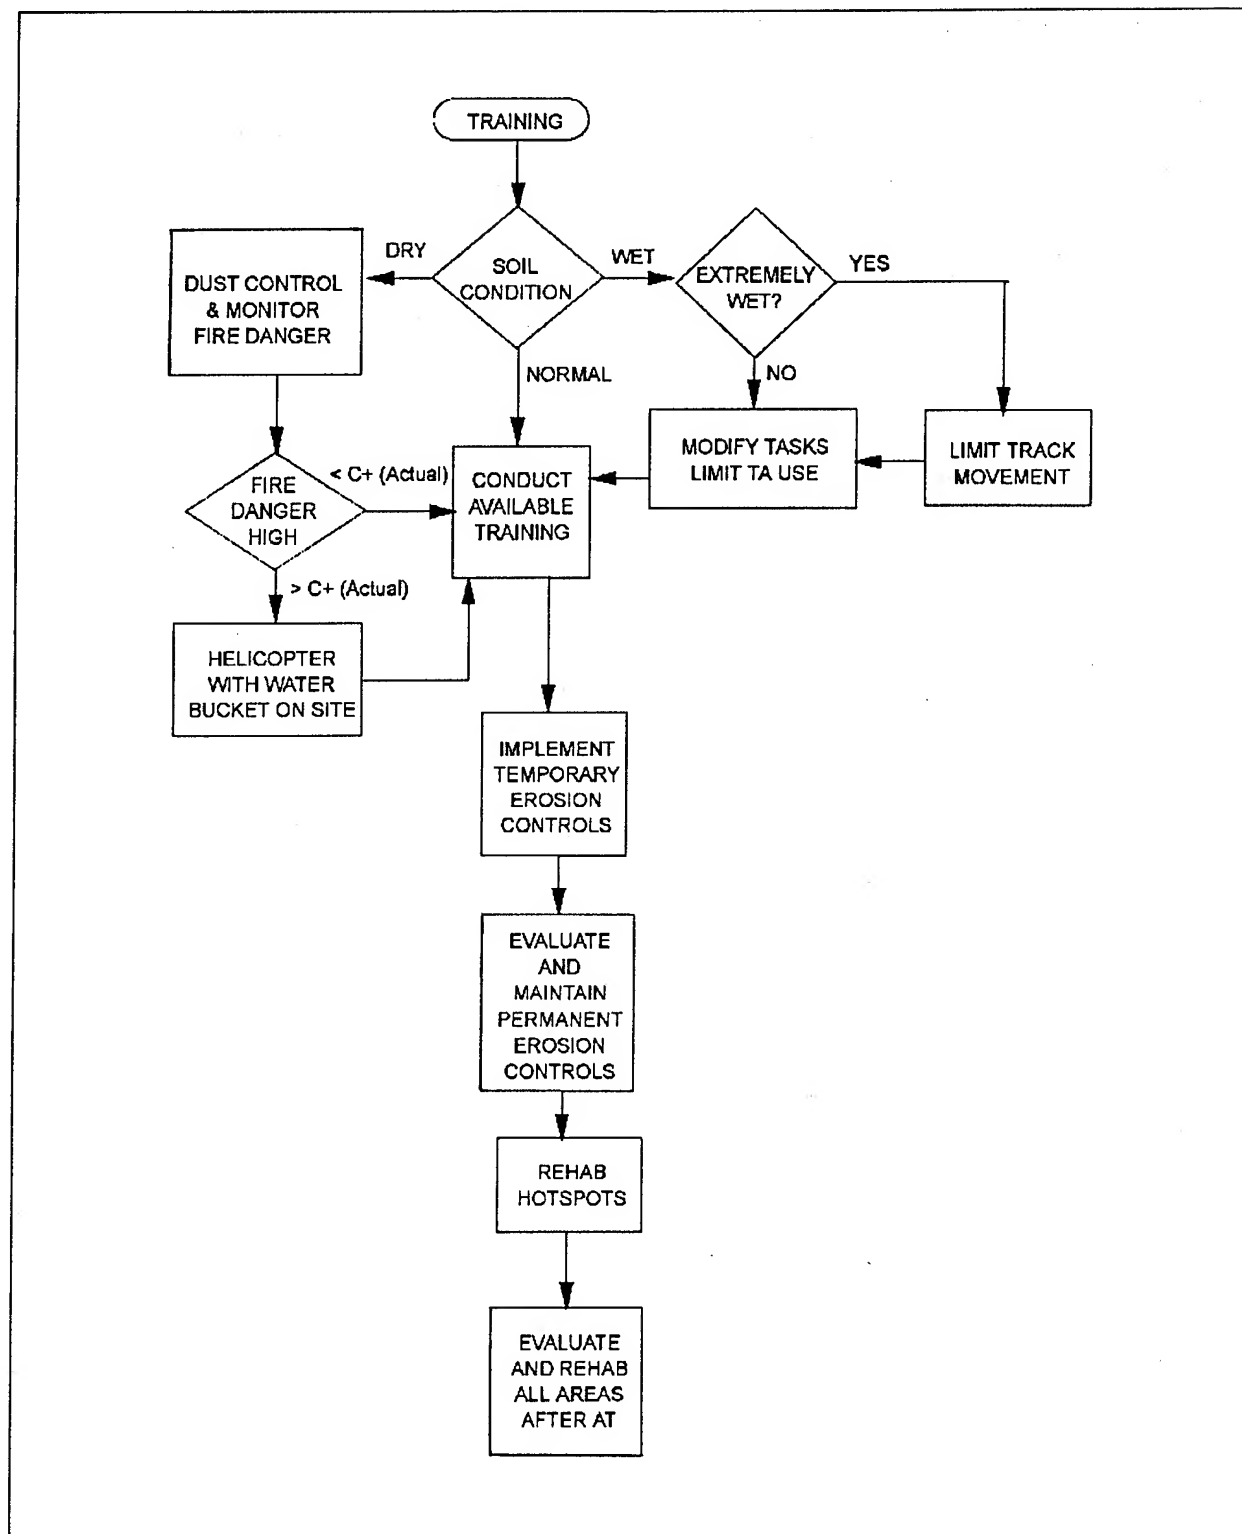 TRAINING
DRY
SOIL
CONDITION
WET
EXTREMELY
WET?
YES
DUST CONTROL
& MONITOR
FIRE DANGER
NORMAL
NO
MODIFY TASKS
LIMIT TA USE
LIMIT TRACK
MOVEMENT
< C+ (Actual)
FIRE
DANGER
HIGH
CONDUCT
AVAILABLE
TRAINING
> C+ (Actual)
HELICOPTER
WITH WATER
BUCKET ON SITE
IMPLEMENT
TEMPORARY
EROSION
CONTROLS
EVALUATE
AND
MAINTAIN
PERMANENT
EROSION
CONTROLS
REHAB
HOTSPOTS
EVALUATE
AND REHAB
ALL AREAS
AFTER AT